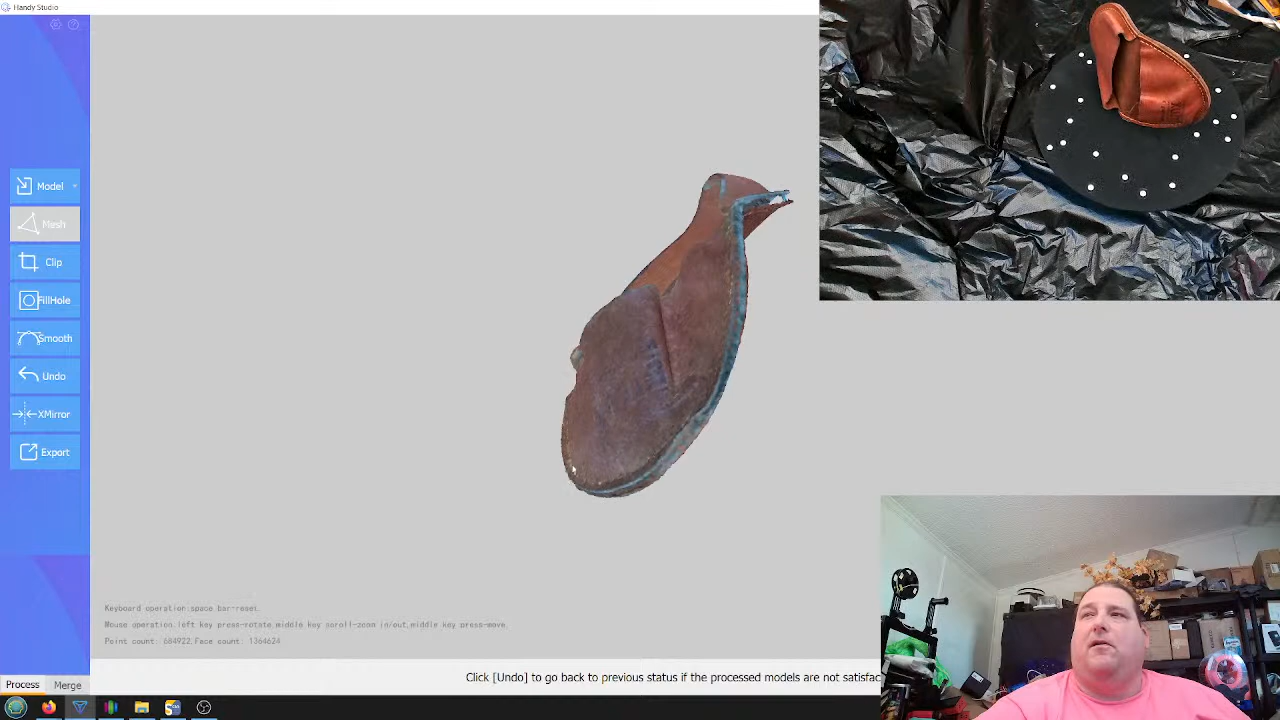 Handy Studio
Model
Mesh
Clip
FillHole
Smooth
Undo
XMirror
Export
Keyboard operation:space bar-reset.
Mouse operation.left key press-rotate,middle key scroll-zoom in/out,middle key press-move.
Point count: 684922,Face count: 1364624
Click [Undo] to go back to previous status if the processed models are not satisfac
Process
Merge